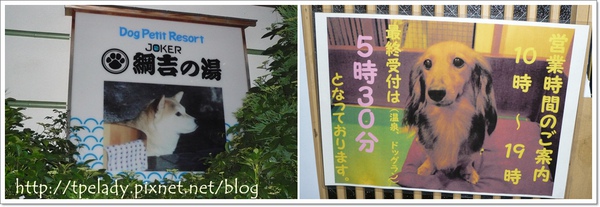 Dog Petit Resort
JOKER
綱吉の湯
http://tpelady.pixnet.net/blog
営業時間のご案内
10時～19時
最終受付は(温泉、ドッグラン)
5時30分
となっております。